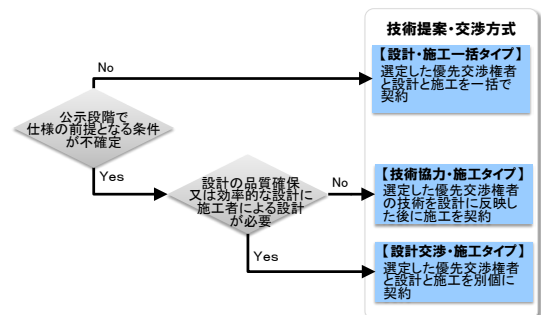 技術提案・交渉方式
【設計・施工一括タイプ】
選定した優先交渉権者
と設計と施工を一括で
契約
No
公示段階で
仕様の前提となる条件
が不確定
Yes
設計の品質確保
又は効率的な設計に
施工者による設計
が必要
No
【技術協力・施工タイプ】
選定した優先交渉権者
の技術を設計に反映し
た後に施工を契約
Yes
【設計交渉・施工タイプ】
選定した優先交渉権者
と設計と施工を別個に
契約